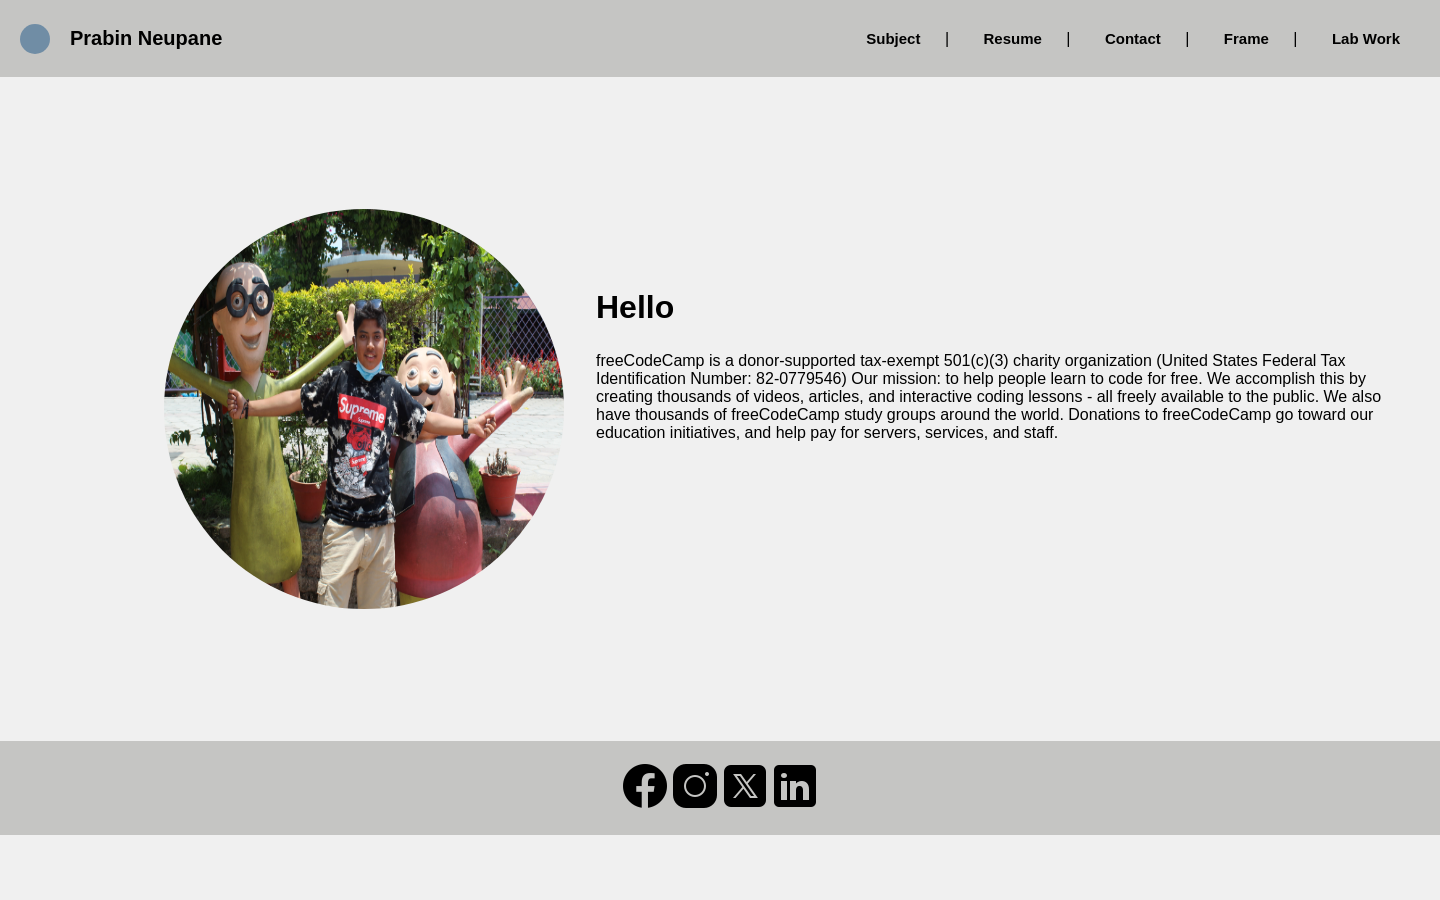 Prabin Neupane
Subject | Resume | Contact | Frame | Lab Work
Supreme
Hello
freeCodeCamp is a donor-supported tax-exempt 501(c)(3) charity organization (United States Federal Tax
Identification Number: 82-0779546) Our mission: to help people learn to code for free. We accomplish this by
creating thousands of videos, articles, and interactive coding lessons - all freely available to the public. We also
have thousands of freeCodeCamp study groups around the world. Donations to freeCodeCamp go toward our
education initiatives, and help pay for servers, services, and staff.